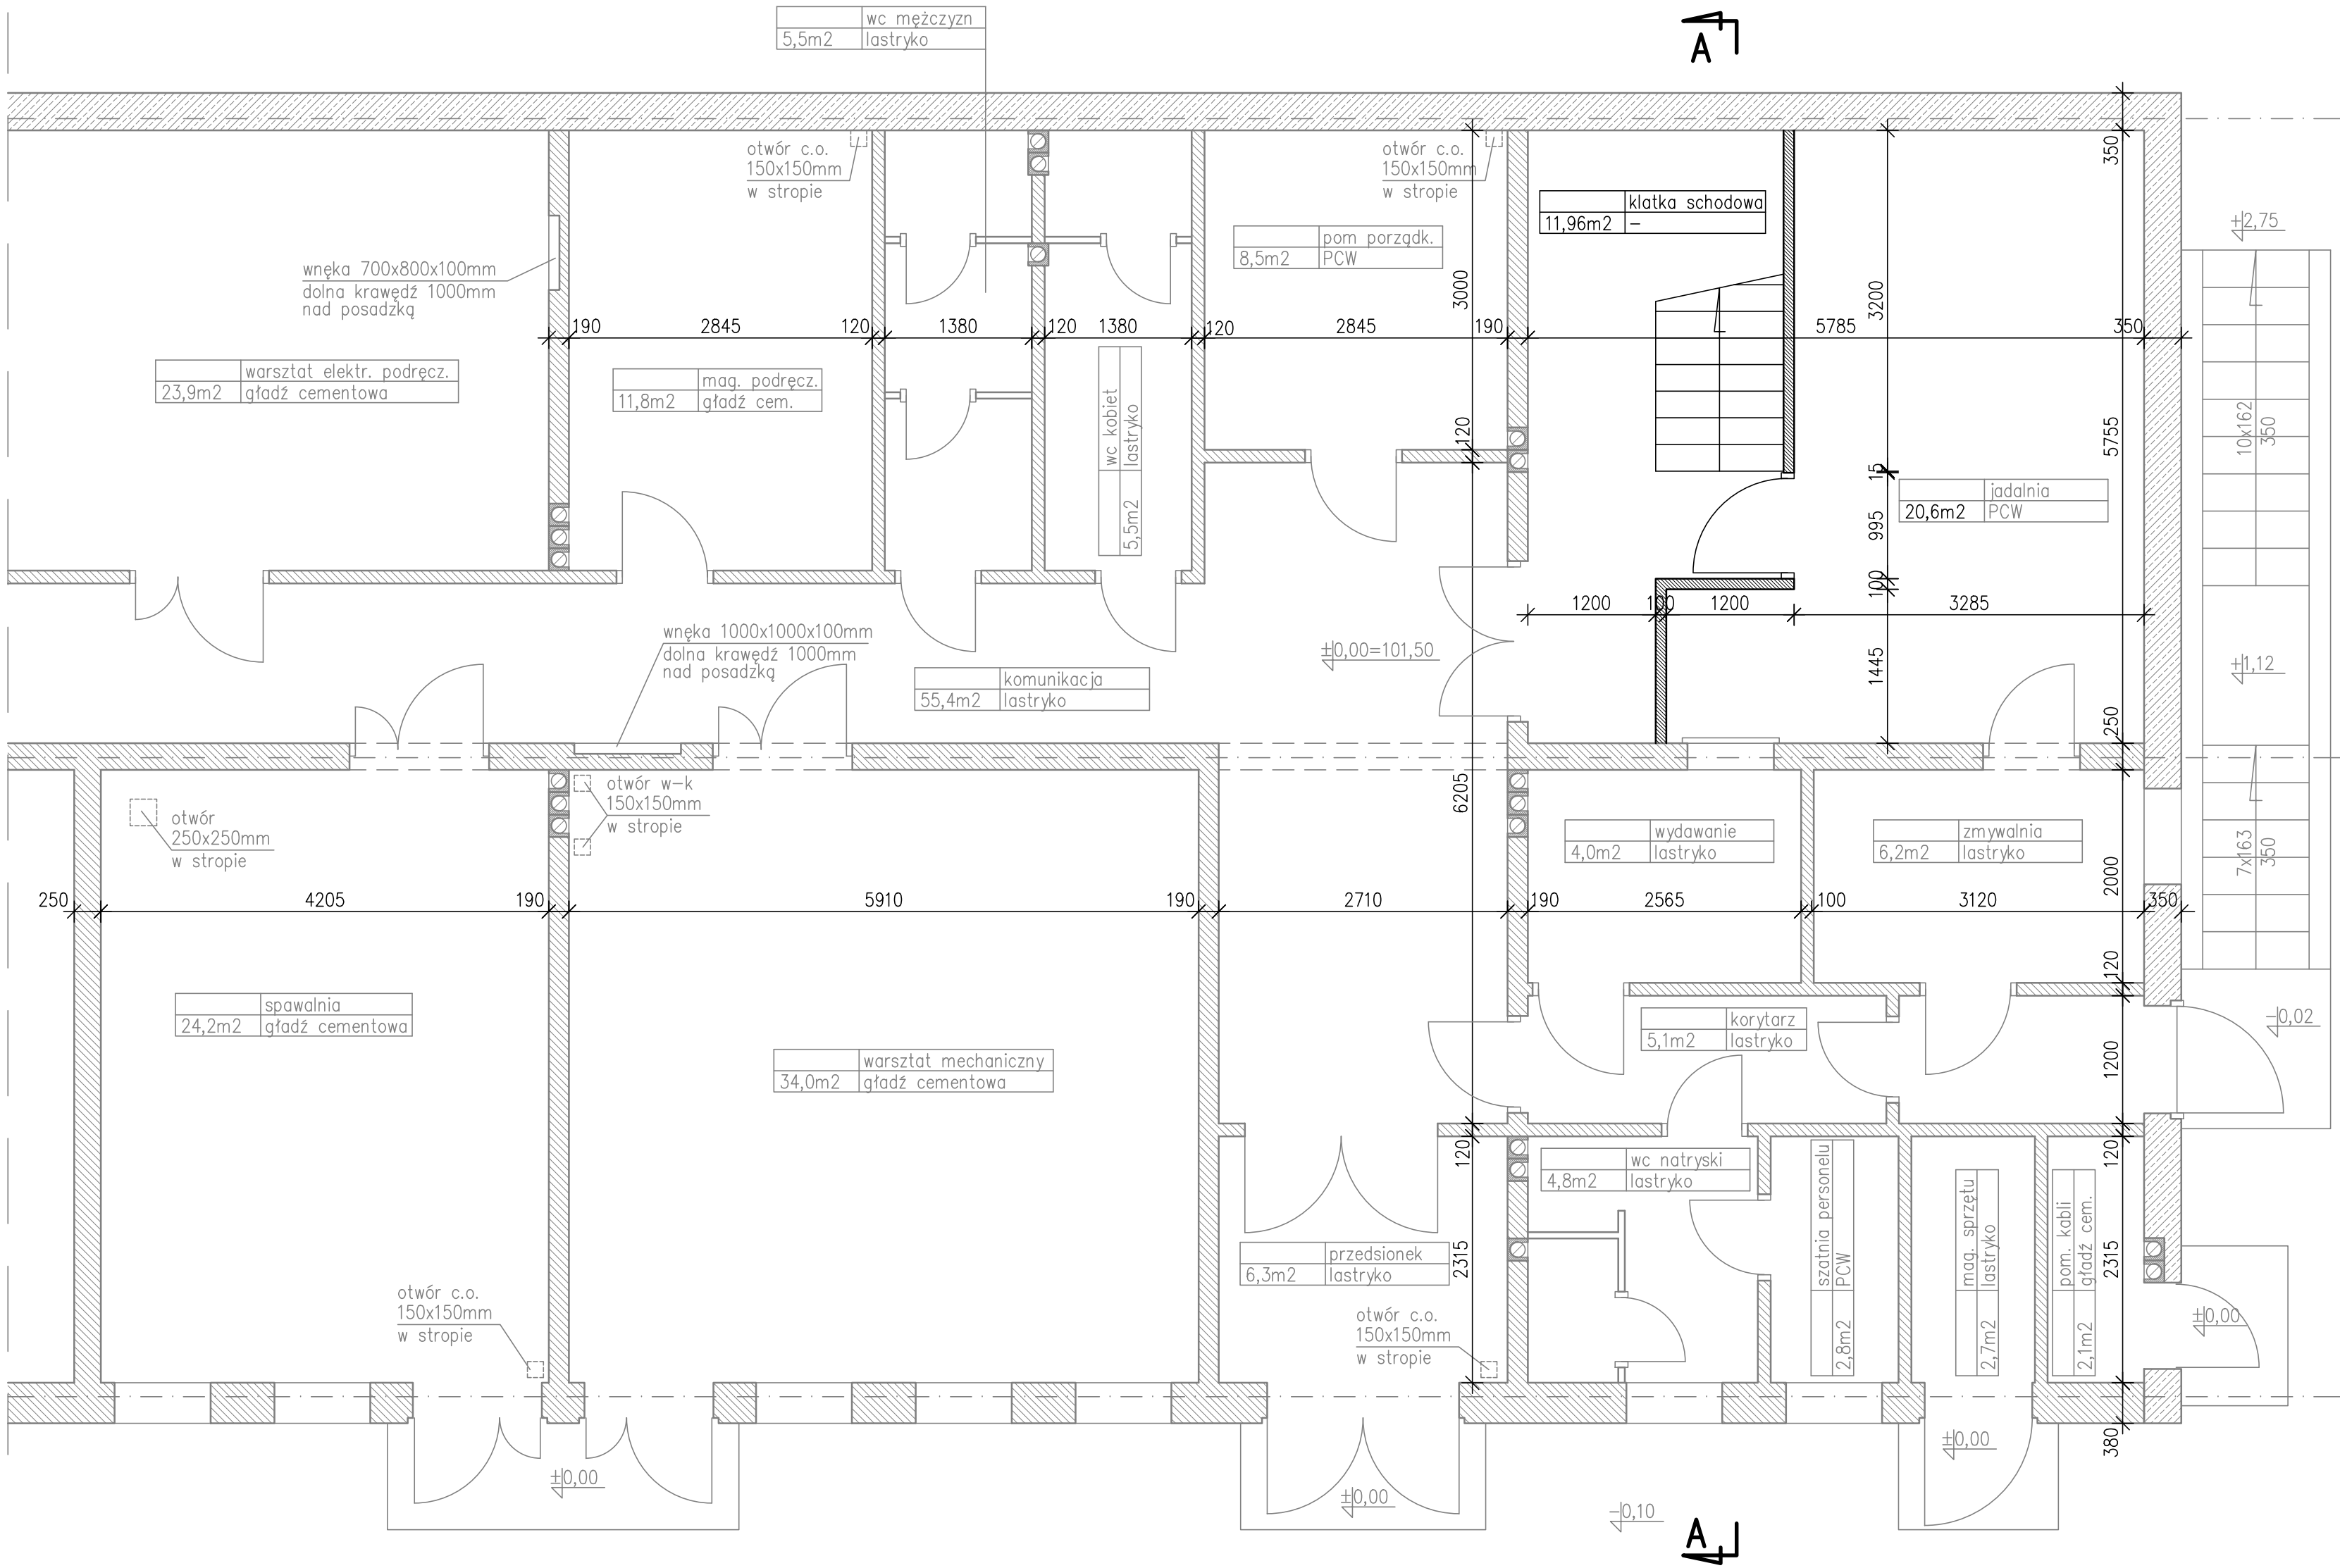 wc mężczyzn
5,5m2 lastryko
A
otwór c.o.
150x150mm
w stropie
otwór c.o.
150x150mm
w stropie
klatka schodowa
11,96m2 –
350
+2,75
pom porządk.
8,5m2 PCW
wnęka 700x800x100mm
dolna krawędź 1000mm
nad posadzką
3000
3200
190 2845 120 1380 120 1380 120 2845 190 5785 350
warsztat elektr. podręcz.
23,9m2 gładź cementowa
mag. podręcz.
11,8m2 gładź cem.
wc kobiet
5,5m2 lastryko
120
5755
10x162
350
15
jadalnia
20,6m2 PCW
995
100
1200 100 1200 3285
wnęka 1000x1000x100mm
dolna krawędź 1000mm
nad posadzką
±0,00=101,50
1445
+1,12
komunikacja
55,4m2 lastryko
250
otwór w-k
150x150mm
w stropie
6205
otwór
250x250mm
w stropie
wydawanie
4,0m2 lastryko
zmywalnia
6,2m2 lastryko
7x163
350
2000
250 4205 190 5910 190 2710 190 2565 100 3120 350
120
spawalnia
24,2m2 gładź cementowa
korytarz
5,1m2 lastryko
-0,02
1200
warsztat mechaniczny
34,0m2 gładź cementowa
120
120
wc natryski
4,8m2 lastryko
szatnia personelu
2,8m2 PCW
mag. sprzętu
2,7m2 lastryko
pom. kabli
2,1m2 gładź cem.
przedsionek
6,3m2 lastryko
2315
2315
otwór c.o.
150x150mm
w stropie
otwór c.o.
150x150mm
w stropie
±0,00
380
±0,00
±0,00
±0,00
-0,10
A